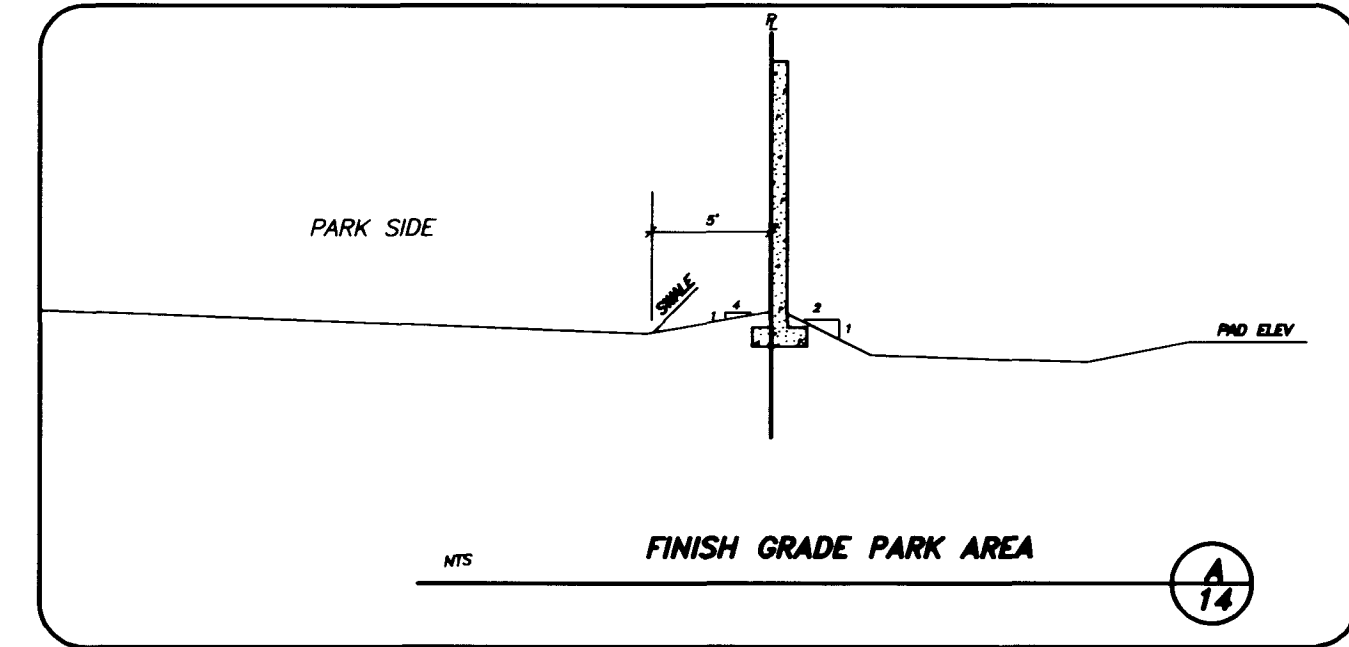 PL
PARK SIDE
5'
SWALE
4
1
2
1
PAD ELEV
NTS
FINISH GRADE PARK AREA
A
14